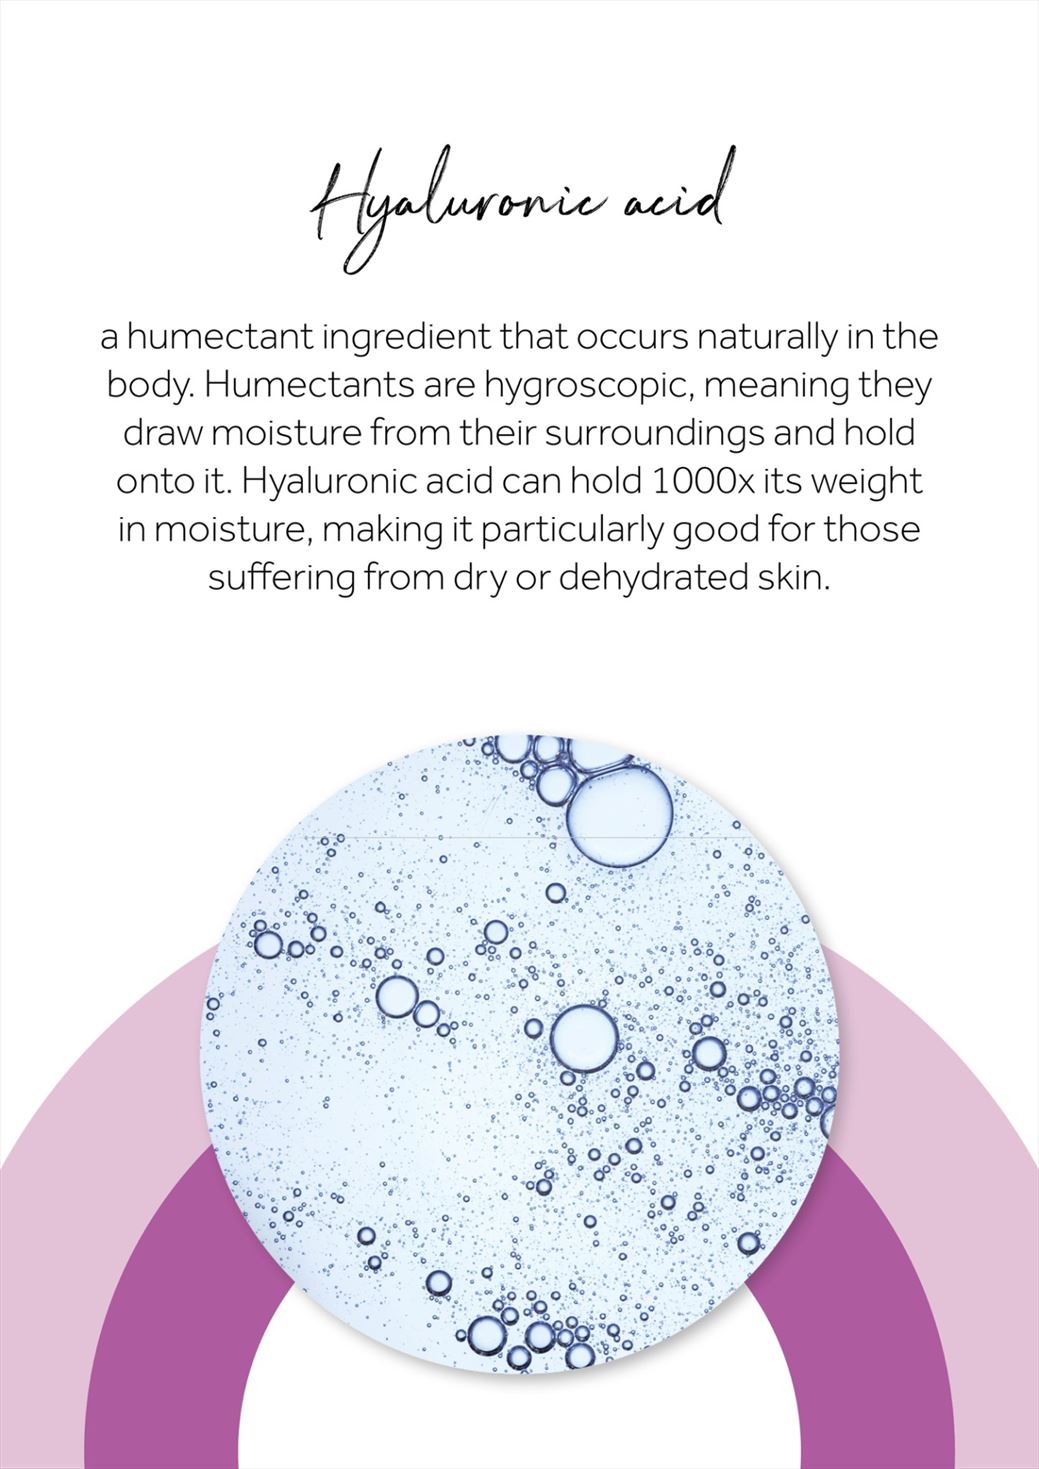 Hyaluronic acid
a humectant ingredient that occurs naturally in the
body. Humectants are hygroscopic, meaning they
draw moisture from their surroundings and hold
onto it. Hyaluronic acid can hold 1000x its weight
in moisture, making it particularly good for those
suffering from dry or dehydrated skin.